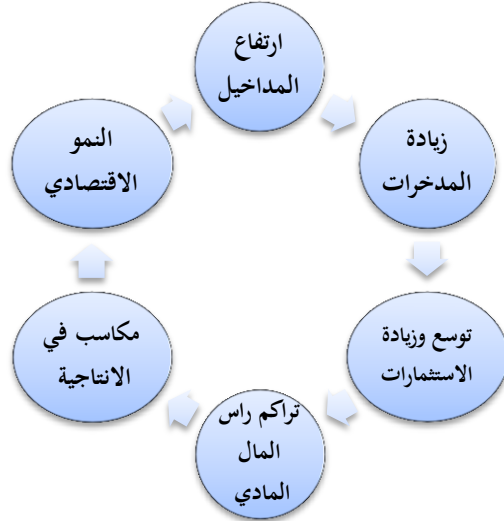 ارتفاع
المداخيل
زيادة
المدخرات
توسع وزيادة
الاستثمارات
تراكم راس
المال
المادي
مكاسب في
الانتاجية
النمو
الاقتصادي